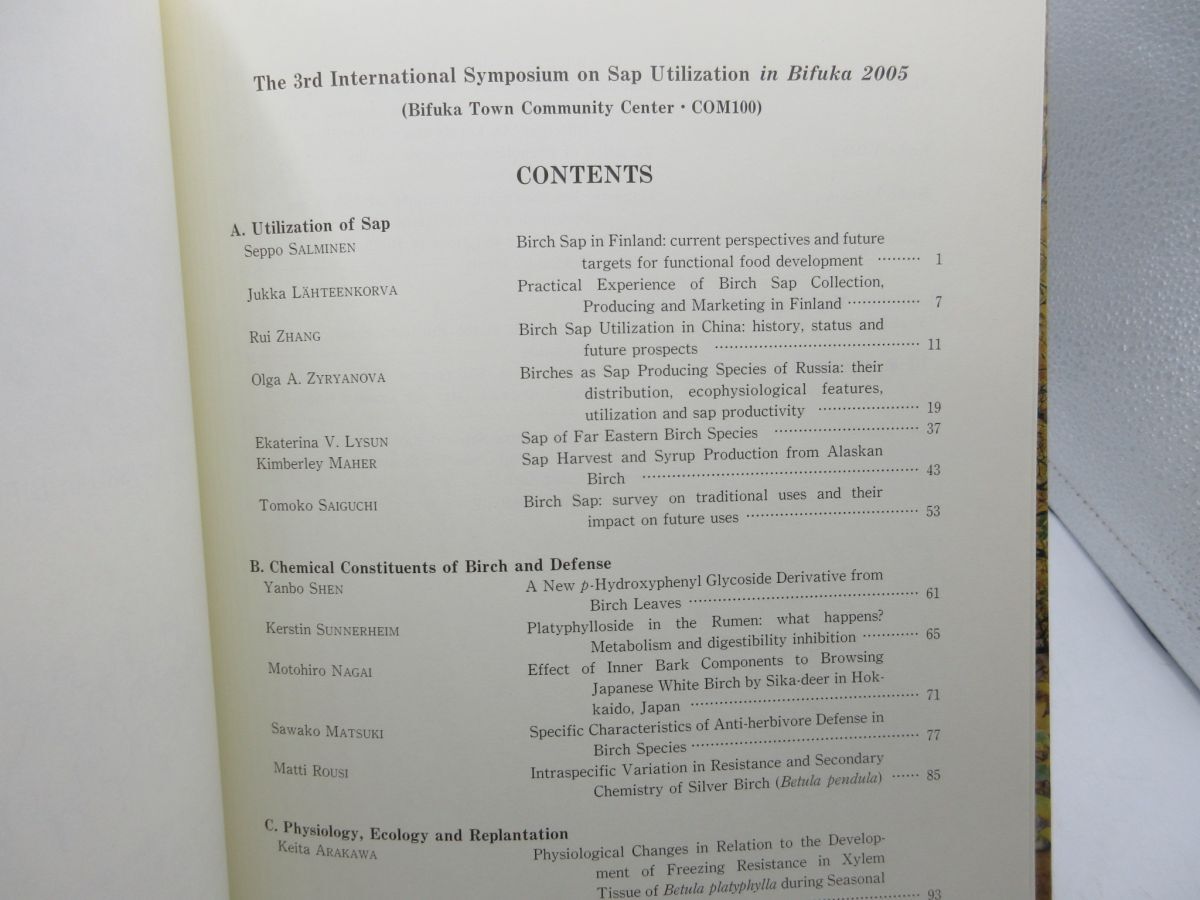 The 3rd International Symposium on Sap Utilization in Bifuka 2005
(Bifuka Town Community Center・COM100)
CONTENTS
A. Utilization of Sap
Seppo SALMINEN Birch Sap in Finland: current perspectives and future
targets for functional food development ……… 1
Jukka LÄHTEENKORVA Practical Experience of Birch Sap Collection,
Producing and Marketing in Finland …………… 7
Rui ZHANG Birch Sap Utilization in China: history, status and
future prospects ……………………………………… 11
Olga A. ZYRYANOVA Birches as Sap Producing Species of Russia: their
distribution, ecophysiological features,
utilization and sap productivity ………………… 19
Ekaterina V. LYSUN Sap of Far Eastern Birch Species ………………………… 37
Kimberley MAHER Sap Harvest and Syrup Production from Alaskan
Birch ………………………………………………… 43
Tomoko SAIGUCHI Birch Sap: survey on traditional uses and their
impact on future uses ……………………………… 53
B. Chemical Constituents of Birch and Defense
Yanbo SHEN A New p-Hydroxyphenyl Glycoside Derivative from
Birch Leaves ………………………………………… 61
Kerstin SUNNERHEIM Platyphylloside in the Rumen: what happens?
Metabolism and digestibility inhibition ………… 65
Motohiro NAGAI Effect of Inner Bark Components to Browsing
Japanese White Birch by Sika-deer in Hok-
kaido, Japan ………………………………………… 71
Sawako MATSUKI Specific Characteristics of Anti-herbivore Defense in
Birch Species ………………………………………… 77
Matti ROUSI Intraspecific Variation in Resistance and Secondary
Chemistry of Silver Birch (Betula pendula) …… 85
C. Physiology, Ecology and Replantation
Keita ARAKAWA Physiological Changes in Relation to the Develop-
ment of Freezing Resistance in Xylem
Tissue of Betula platyphylla during Seasonal
93